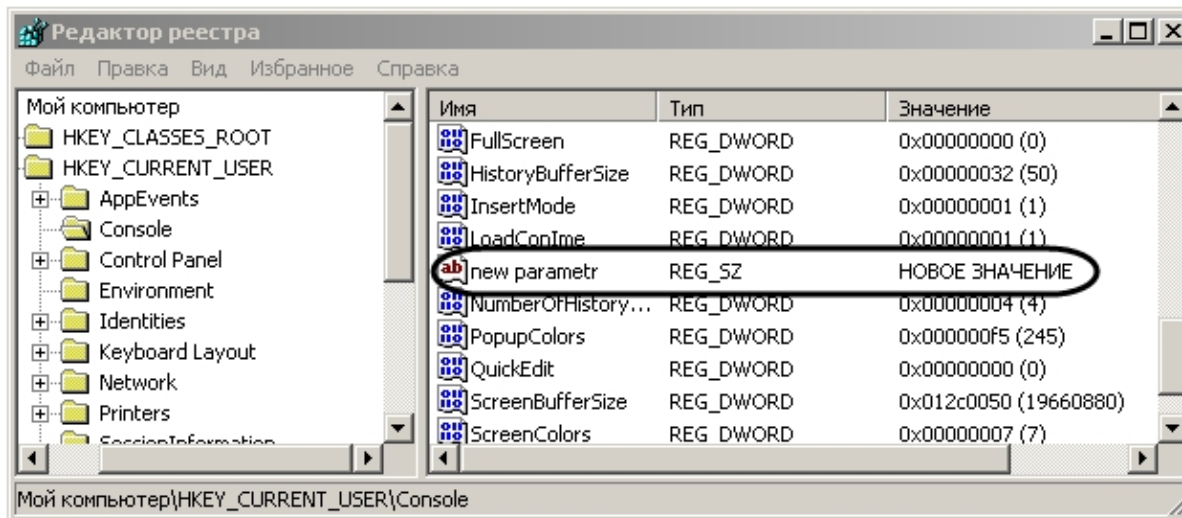 Редактор реестра
Файл Правка Вид Избранное Справка
Мой компьютер
HKEY_CLASSES_ROOT
HKEY_CURRENT_USER
AppEvents
Console
Control Panel
Environment
Identities
Keyboard Layout
Network
Printers
SessionInformation
Имя Тип Значение
FullScreen REG_DWORD 0x00000000 (0)
HistoryBufferSize REG_DWORD 0x00000032 (50)
InsertMode REG_DWORD 0x00000001 (1)
LoadConIme REG_DWORD 0x00000001 (1)
new parametr REG_SZ НОВОЕ ЗНАЧЕНИЕ
NumberOfHistory... REG_DWORD 0x00000004 (4)
PopupColors REG_DWORD 0x000000f5 (245)
QuickEdit REG_DWORD 0x00000000 (0)
ScreenBufferSize REG_DWORD 0x012c0050 (19660880)
ScreenColors REG_DWORD 0x00000007 (7)
Мой компьютер\HKEY_CURRENT_USER\Console